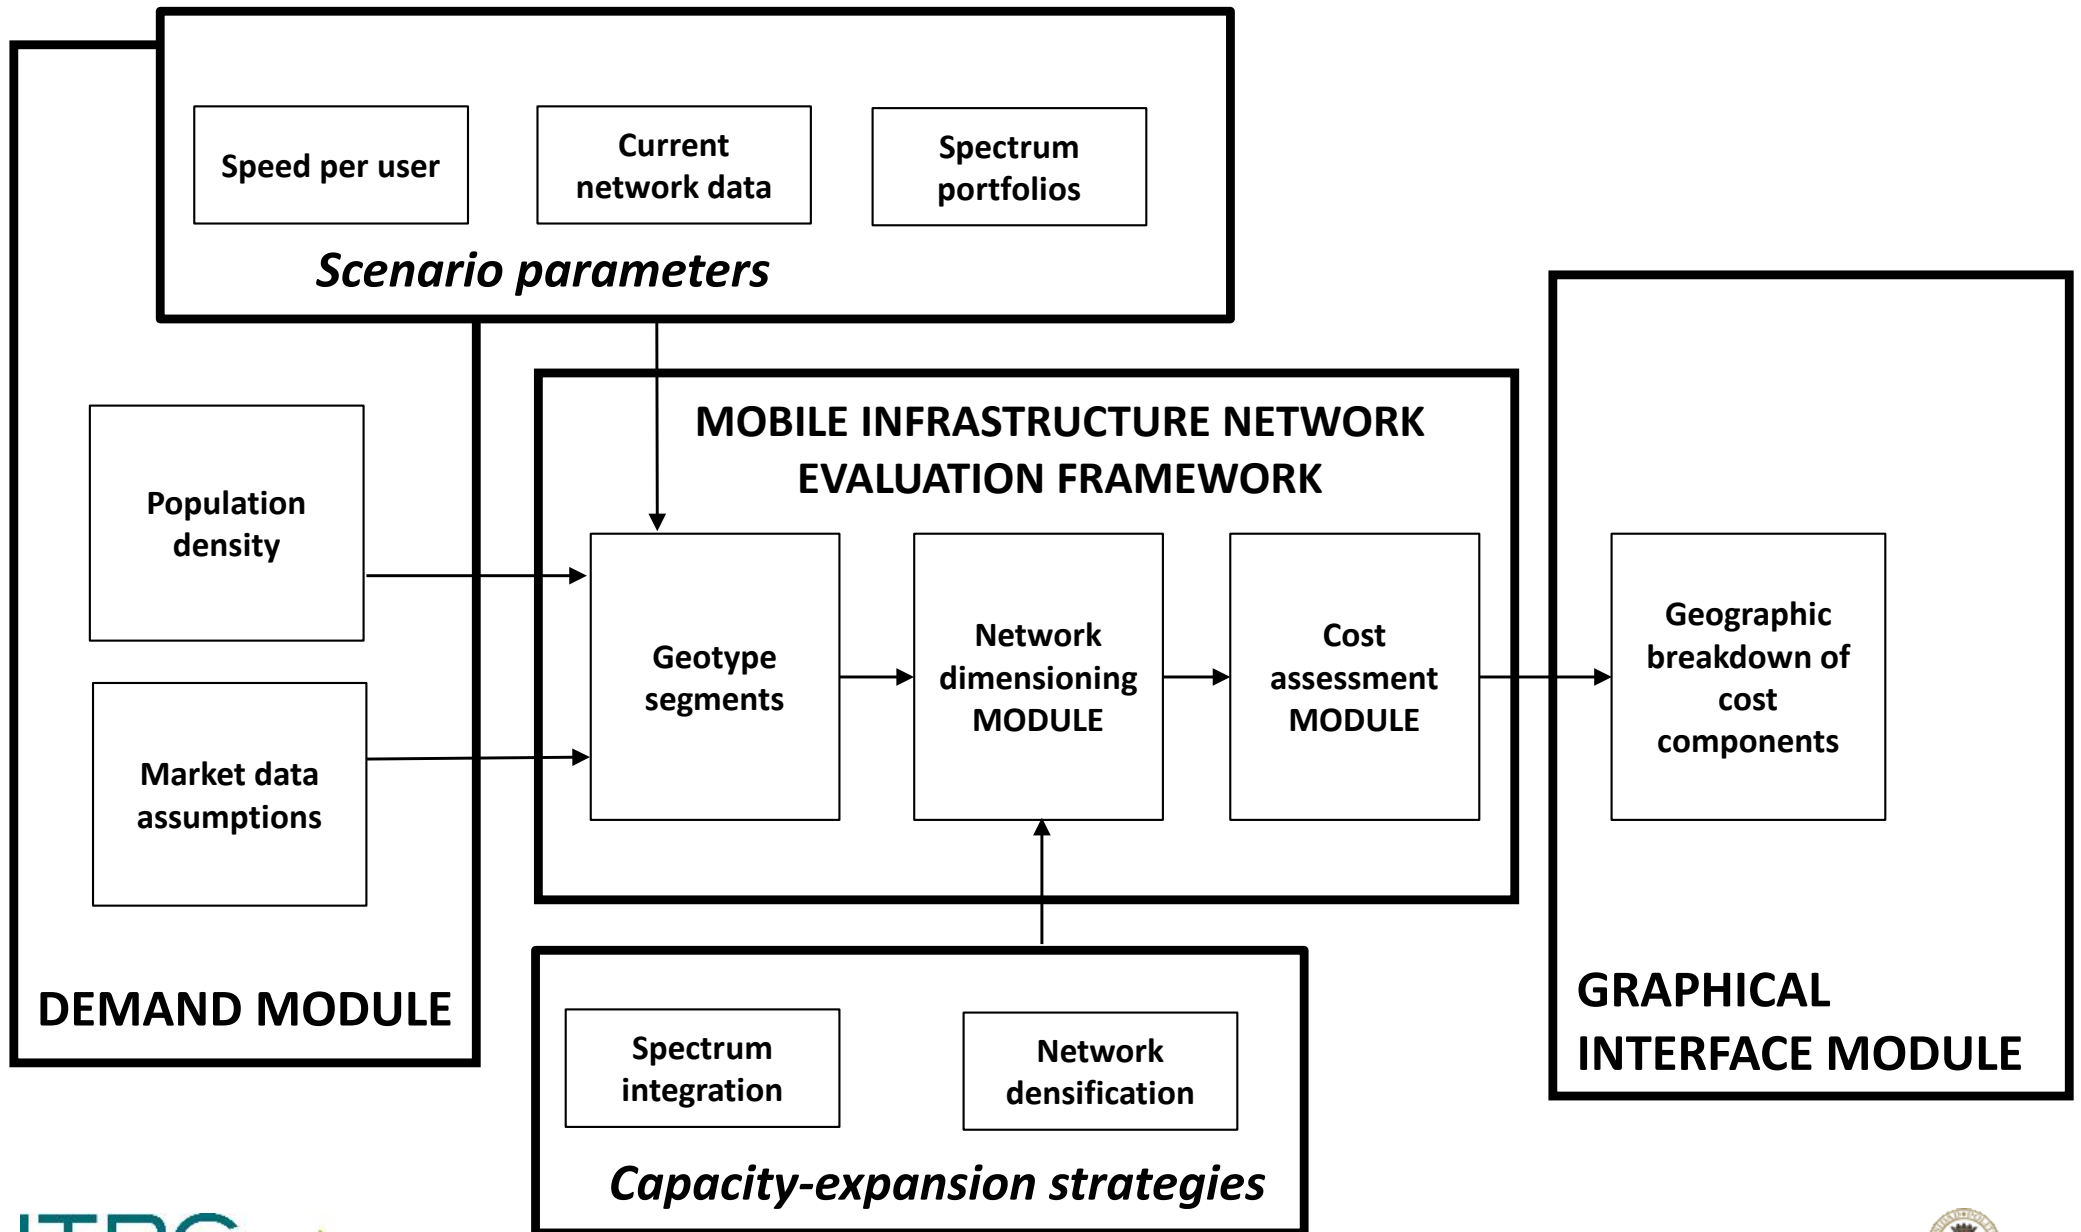 Speed per user
Current
network data
Spectrum
portfolios
Scenario parameters
Population
density
Market data
assumptions
DEMAND MODULE
MOBILE INFRASTRUCTURE NETWORK
EVALUATION FRAMEWORK
Geotype
segments
Network
dimensioning
MODULE
Cost
assessment
MODULE
Geographic
breakdown of
cost
components
GRAPHICAL
INTERFACE MODULE
Spectrum
integration
Network
densification
Capacity-expansion strategies